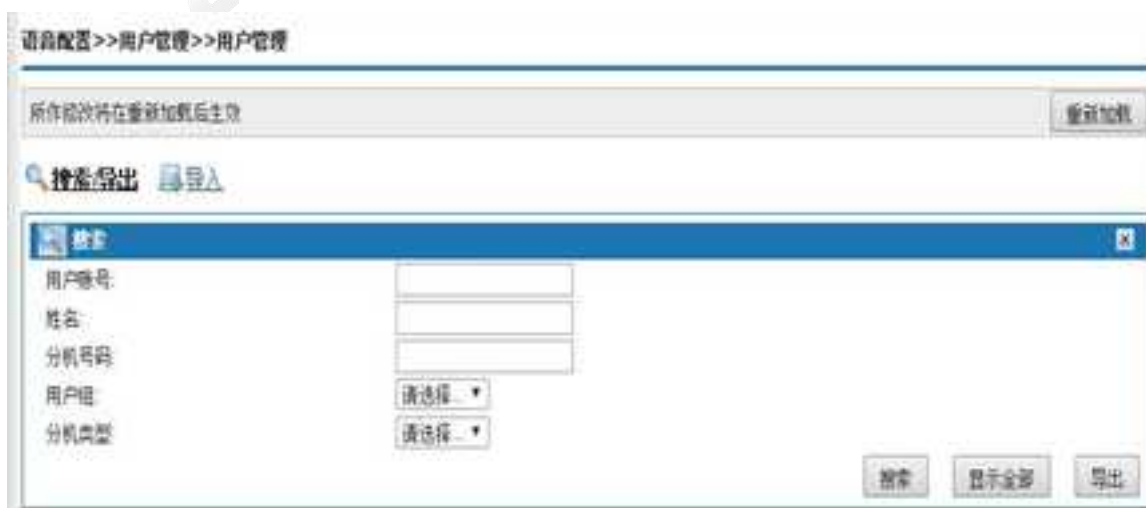 语音配置>>用户管理>>用户管理
所作修改将在重新加载后生效
重新加载
搜索/导出 导入
搜索
用户账号:
姓名:
分机号码:
用户组:
请选择...
分机类型:
请选择...
搜索 显示全部 导出